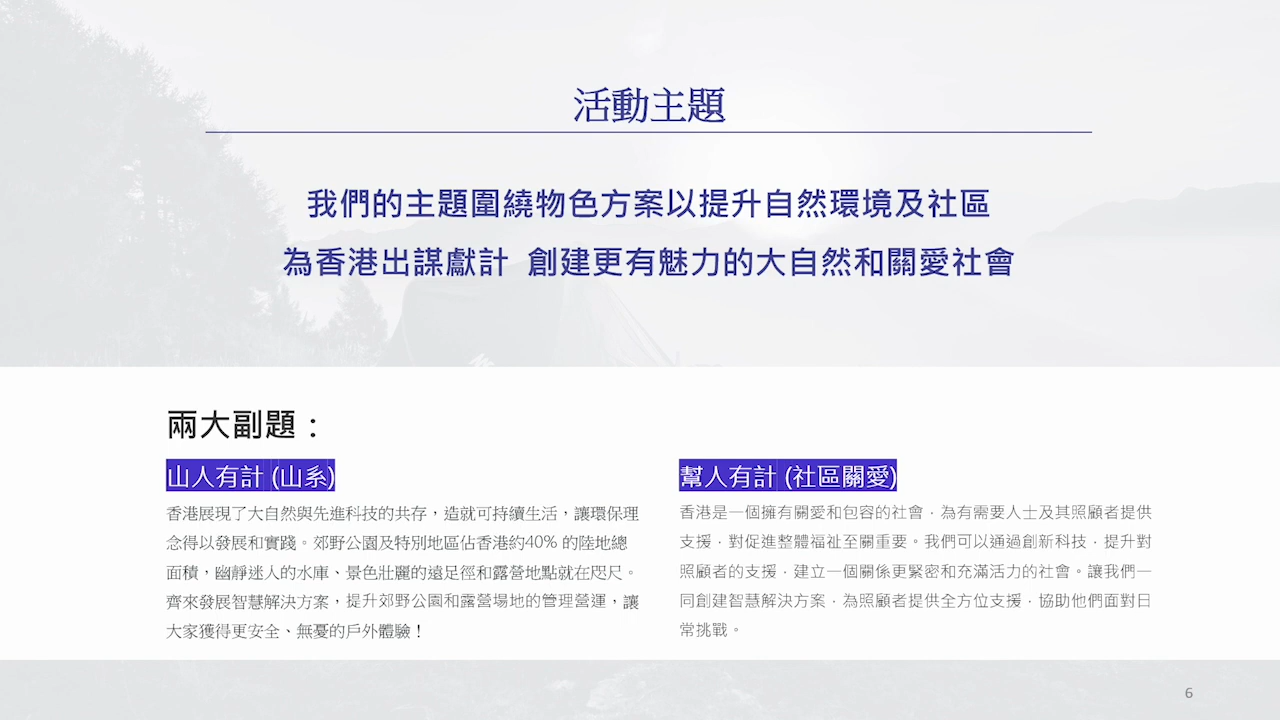 活動主題
我們的主題圍繞物色方案以提升自然環境及社區
為香港出謀獻計 創建更有魅力的大自然和關愛社會
兩大副題：
山人有計 (山系)
香港展現了大自然與先進科技的共存，造就可持續生活，讓環保理
念得以發展和實踐。郊野公園及特別地區佔香港約40% 的陸地總
面積，幽靜迷人的水庫、景色壯麗的遠足徑和露營地點就在咫尺。
齊來發展智慧解決方案，提升郊野公園和露營場地的管理營運，讓
大家獲得更安全、無憂的戶外體驗！
幫人有計 (社區關愛)
香港是一個擁有關愛和包容的社會，為有需要人士及其照顧者提供
支援，對促進整體福祉至關重要。我們可以通過創新科技，提升對
照顧者的支援，建立一個關係更緊密和充滿活力的社會。讓我們一
同創建智慧解決方案，為照顧者提供全方位支援，協助他們面對日
常挑戰。
6